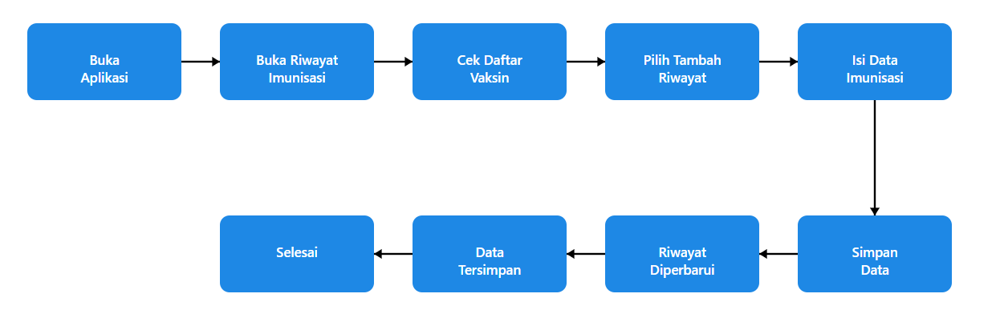 Buka
Aplikasi
Buka Riwayat
Imunisasi
Cek Daftar
Vaksin
Pilih Tambah
Riwayat
Isi Data
Imunisasi
Simpan
Data
Riwayat
Diperbarui
Data
Tersimpan
Selesai